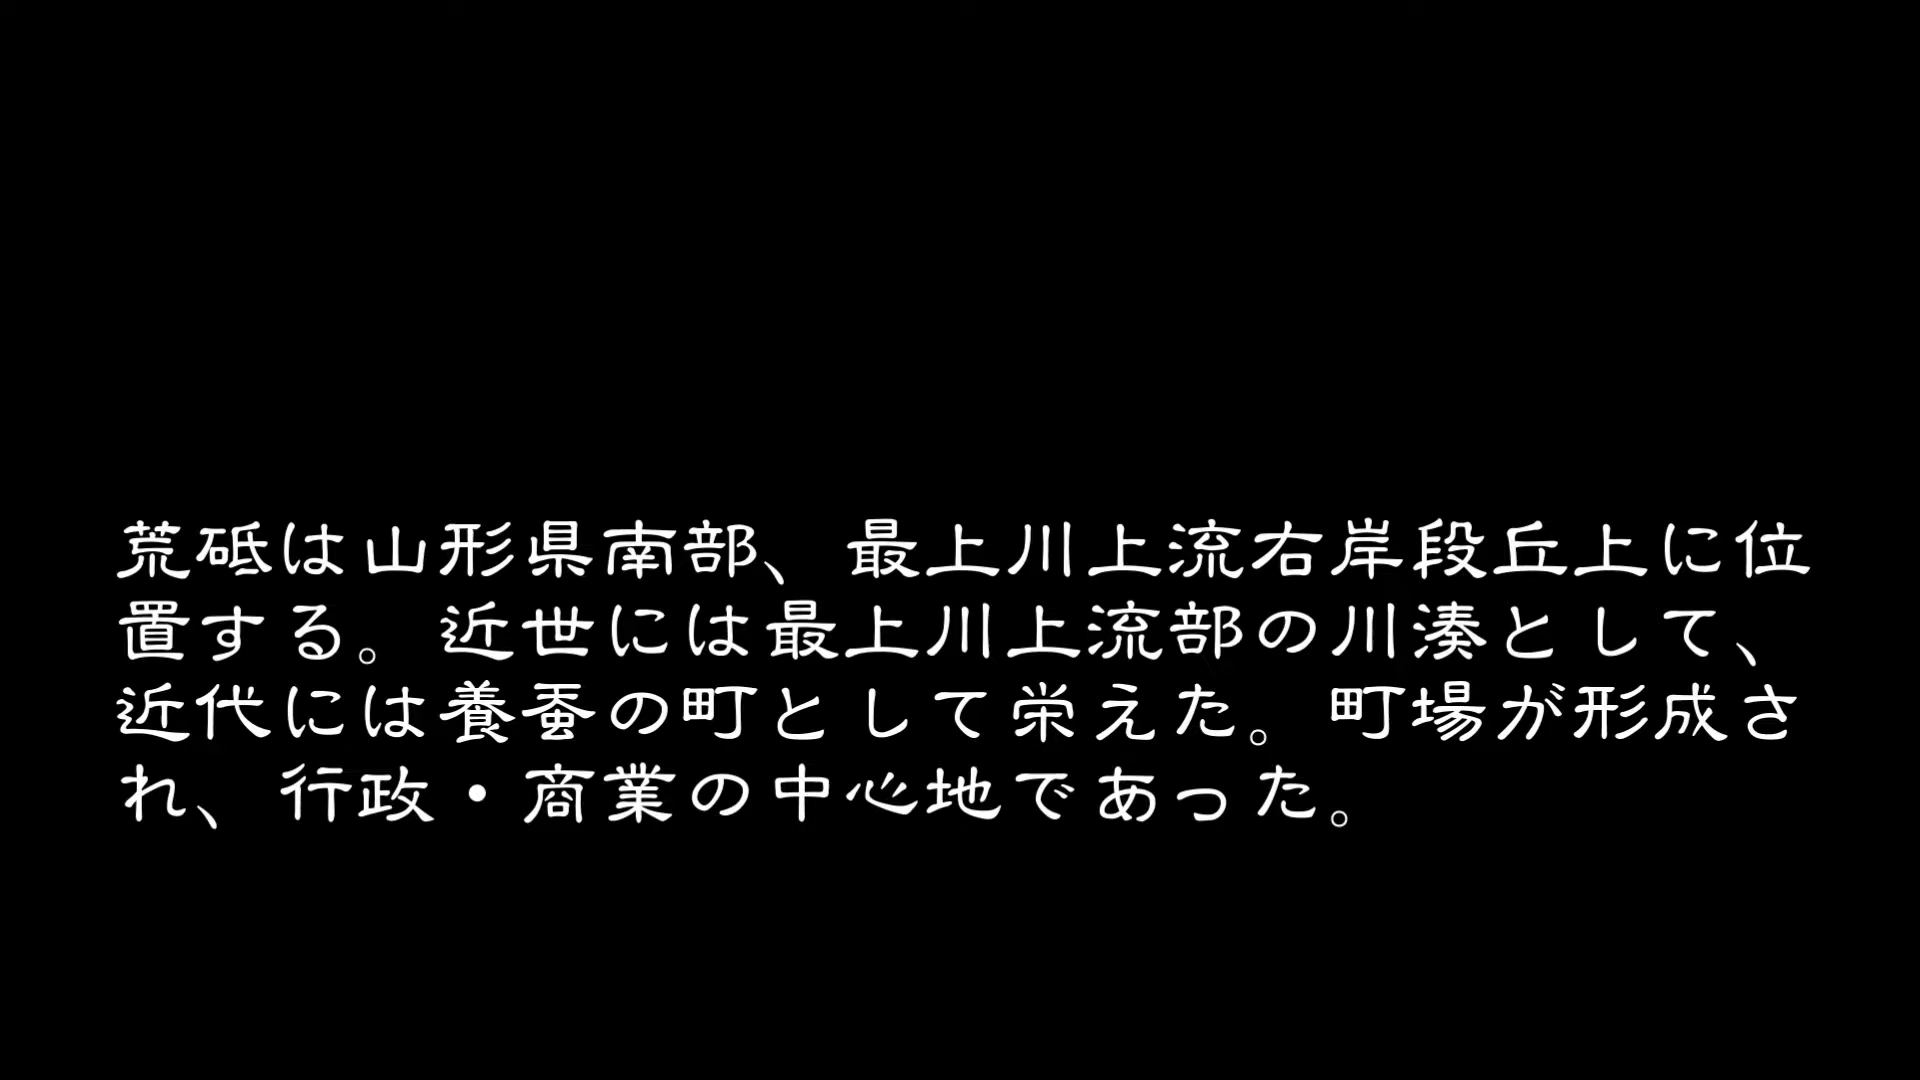 荒砥は山形県南部、最上川上流右岸段丘上に位
置する。近世には最上川上流部の川湊として、
近代には養蚕の町として栄えた。町場が形成さ
れ、行政・商業の中心地であった。